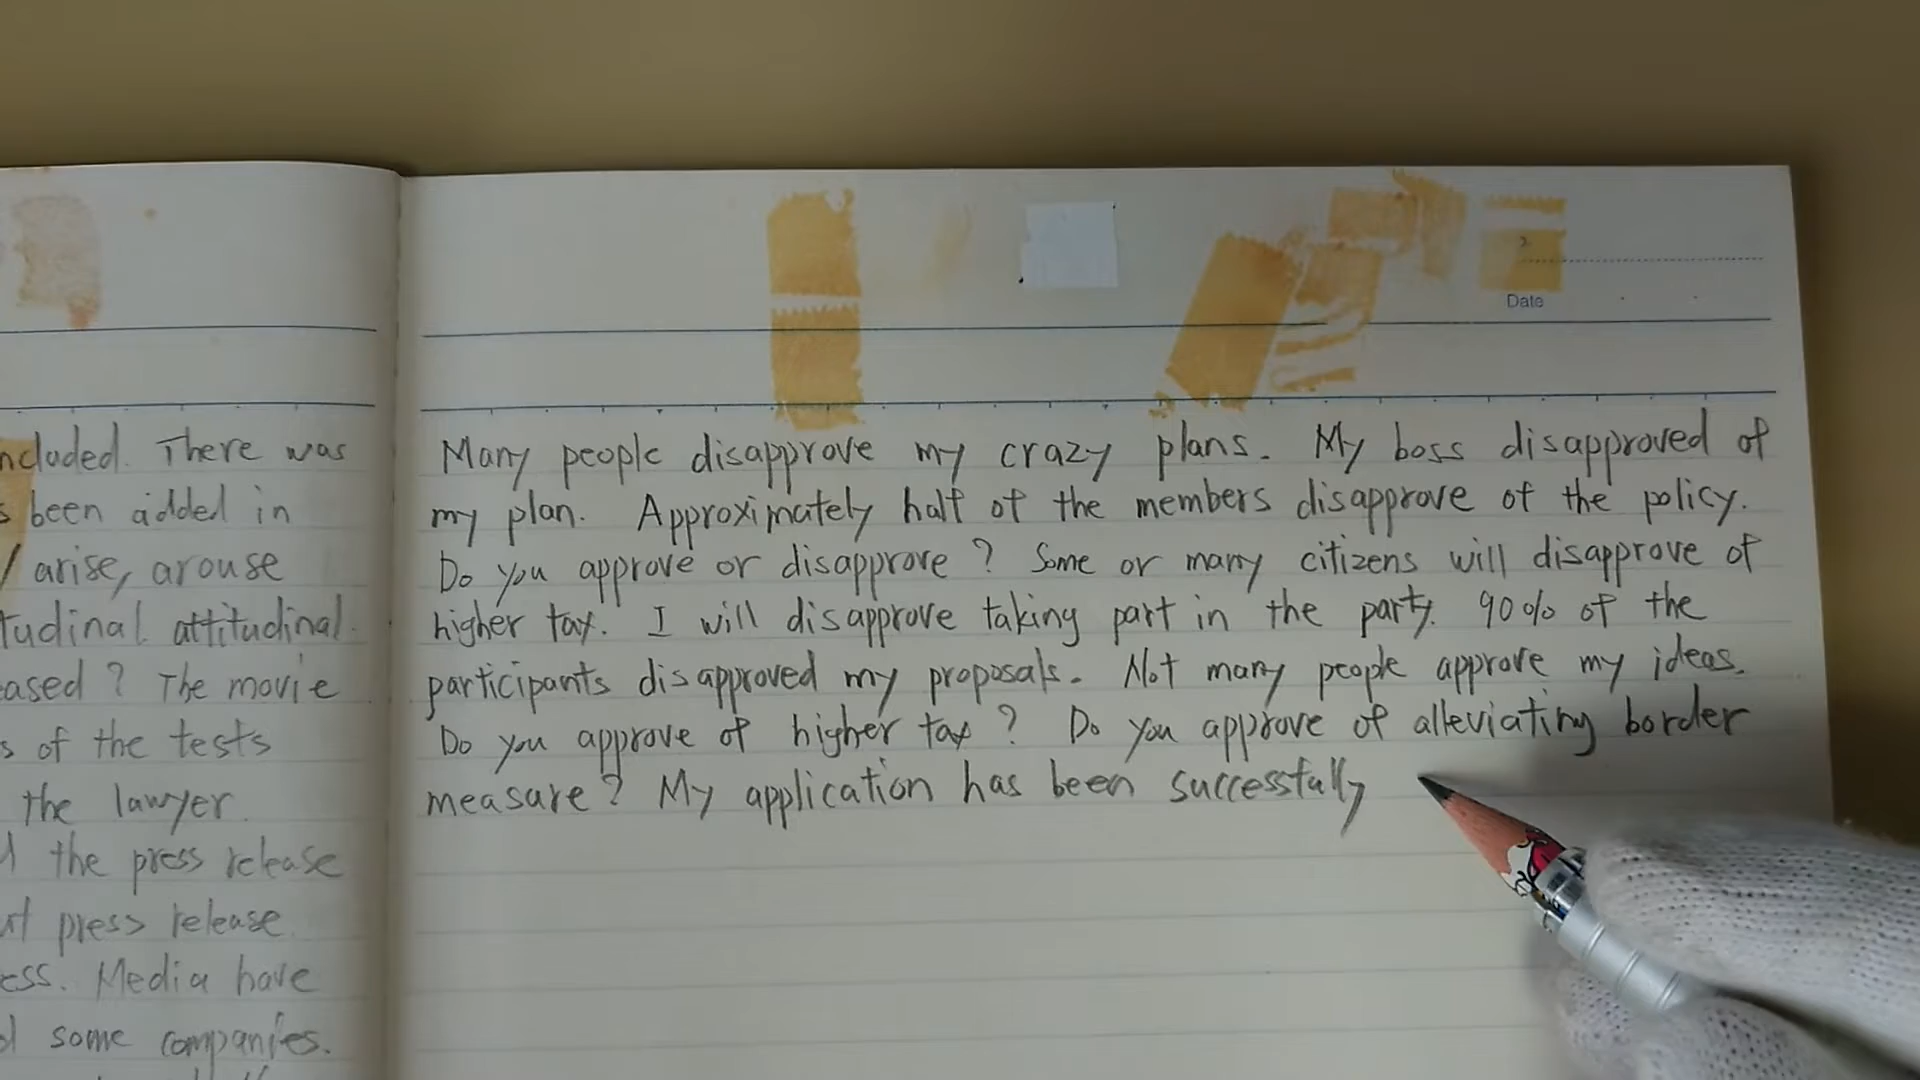 Date
Many people disapprove my crazy plans. My boss disapproved of
my plan. Approximately half of the members disapprove of the policy.
Do you approve or disapprove? Some or many citizens will disapprove of
higher tax. I will disapprove taking part in the party. 90% of the
participants disapproved my proposals. Not many people approve my ideas.
Do you approve of higher tax? Do you approve of alleviating border
measure? My application has been successfully
There was
been added in
arise, arouse
attitudinal.
? The movie
of the tests
the lawyer.
the press release
press release.
Media have
some companies.